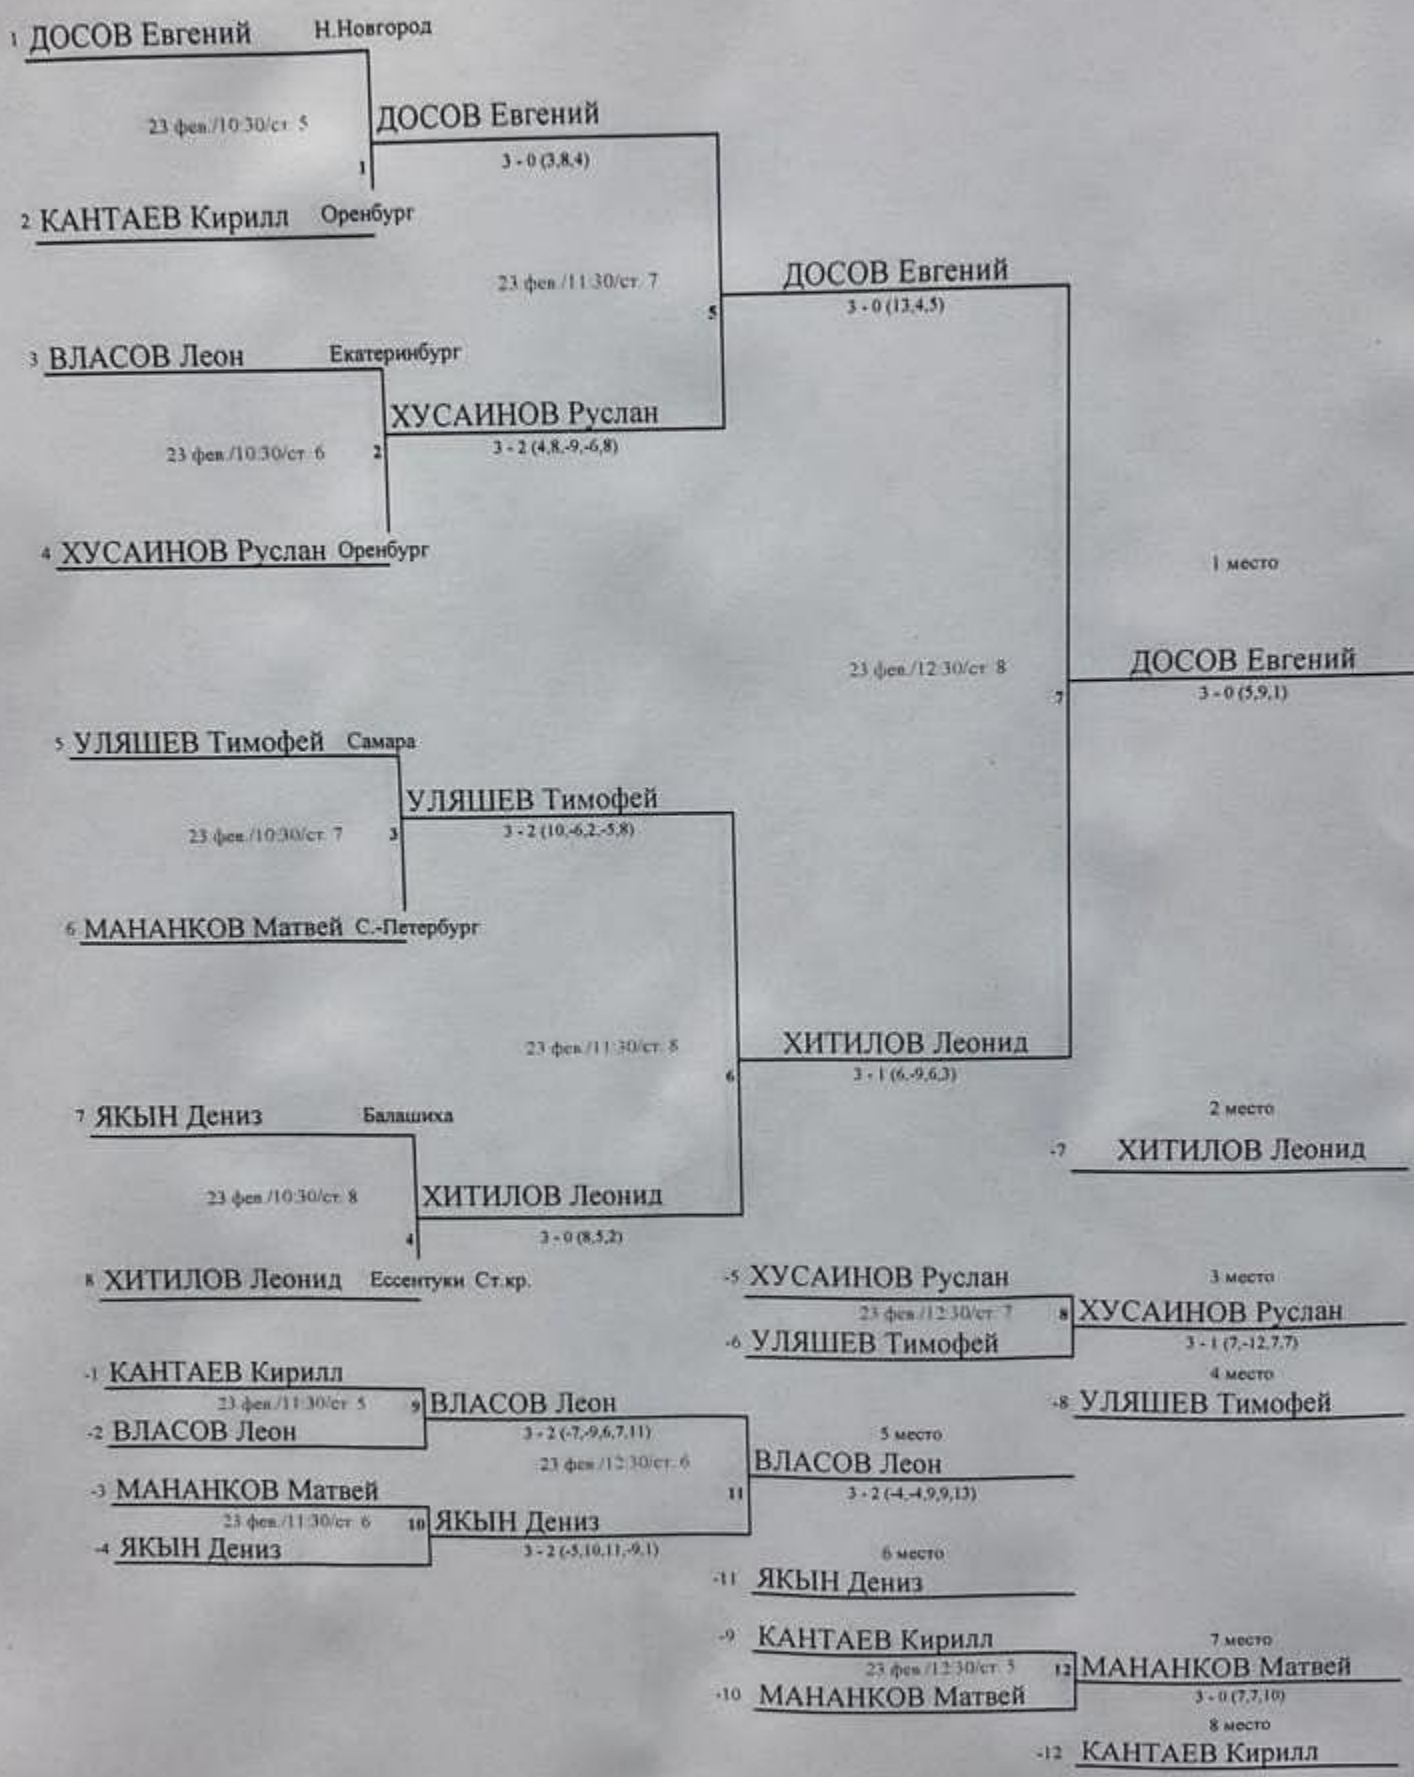 1 ДОСОВ Евгений Н.Новгород
23 фев./10:30/ст. 5
1
ДОСОВ Евгений
3 - 0 (3,8,4)
2 КАНТАЕВ Кирилл Оренбург
23 фев./11:30/ст. 7
5
ДОСОВ Евгений
3 - 0 (13,4,5)
3 ВЛАСОВ Леон Екатеринбург
23 фев./10:30/ст. 6
2
ХУСАИНОВ Руслан
3 - 2 (4,8,-9,-6,8)
4 ХУСАИНОВ Руслан Оренбург
1 место
23 фев./12:30/ст. 8
7
ДОСОВ Евгений
3 - 0 (5,9,1)
5 УЛЯШЕВ Тимофей Самара
23 фев./10:30/ст. 7
3
УЛЯШЕВ Тимофей
3 - 2 (10,-6,2,-5,8)
6 МАНАНКОВ Матвей С.-Петербург
23 фев./11:30/ст. 8
6
ХИТИЛОВ Леонид
3 - 1 (6,-9,6,3)
7 ЯКЫН Дениз Балашиха
23 фев./10:30/ст. 8
4
ХИТИЛОВ Леонид
3 - 0 (8,5,2)
8 ХИТИЛОВ Леонид Ессентуки Ст.кр.
2 место
-7 ХИТИЛОВ Леонид
-5 ХУСАИНОВ Руслан
23 фев./12:30/ст. 7
8
-6 УЛЯШЕВ Тимофей
3 место
ХУСАИНОВ Руслан
3 - 1 (7,-12,7,7)
4 место
-8 УЛЯШЕВ Тимофей
-1 КАНТАЕВ Кирилл
23 фев./11:30/ст. 5
9
-2 ВЛАСОВ Леон
ВЛАСОВ Леон
3 - 2 (-7,-9,6,7,11)
-3 МАНАНКОВ Матвей
23 фев./11:30/ст. 6
10
-4 ЯКЫН Дениз
ЯКЫН Дениз
3 - 2 (-5,10,11,-9,1)
23 фев./12:30/ст. 6
11
5 место
ВЛАСОВ Леон
3 - 2 (-4,-4,9,9,13)
6 место
-11 ЯКЫН Дениз
-9 КАНТАЕВ Кирилл
23 фев./12:30/ст. 5
12
-10 МАНАНКОВ Матвей
7 место
МАНАНКОВ Матвей
3 - 0 (7,7,10)
8 место
-12 КАНТАЕВ Кирилл